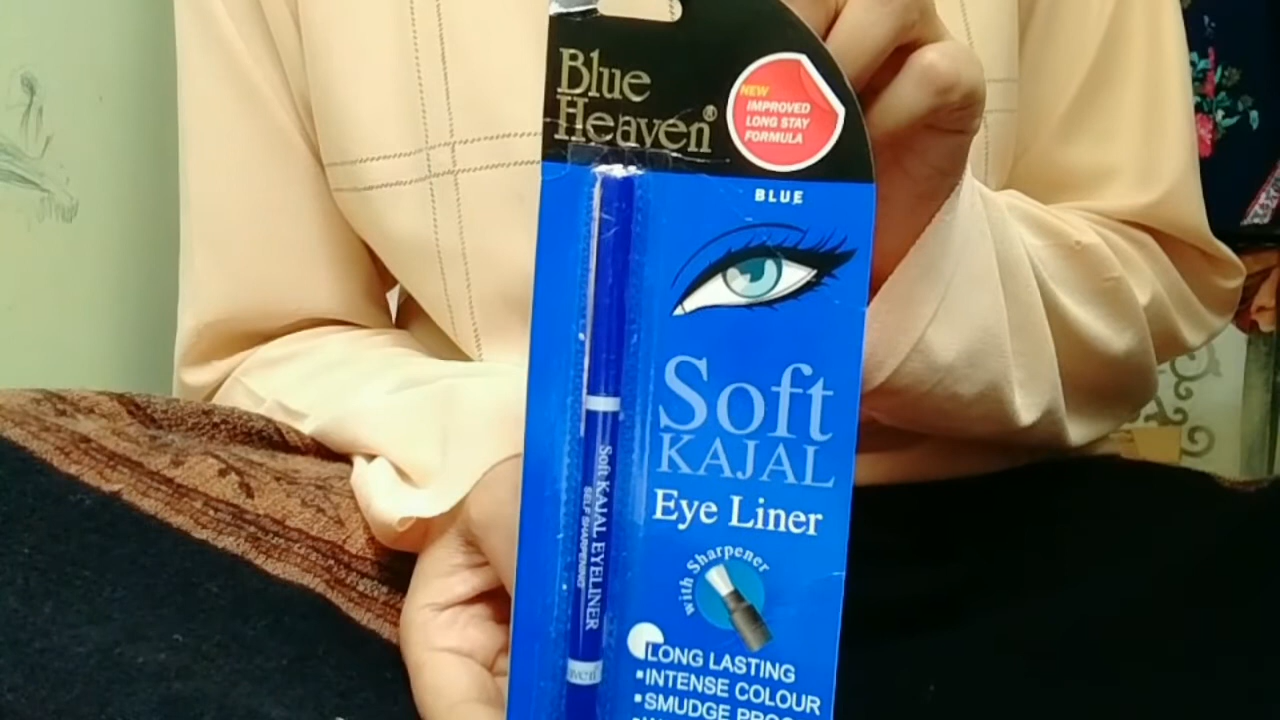 Blue
Heaven®
NEW
IMPROVED
LONG STAY
FORMULA
BLUE
Soft
KAJAL
Eye Liner
with Sharpener
Soft KAJAL EYELINER
SELF SHARPENING
LONG LASTING
▪INTENSE COLOUR
▪SMUDGE